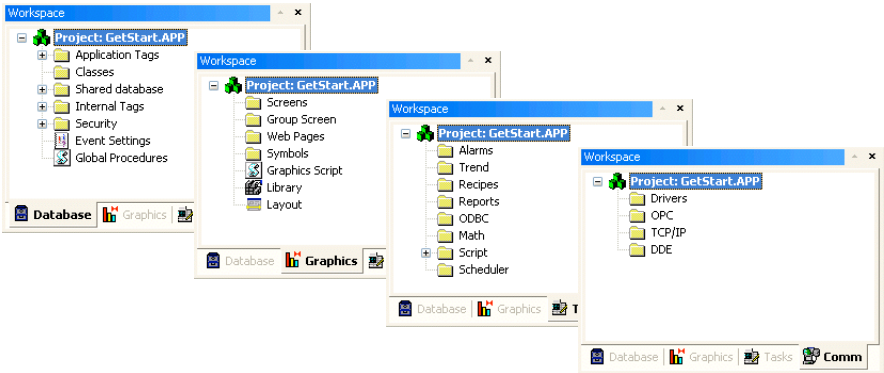 Workspace
Project: GetStart.APP
Application Tags
Classes
Shared database
Internal Tags
Security
Event Settings
Global Procedures
Database Graphics
Workspace
Project: GetStart.APP
Screens
Group Screen
Web Pages
Symbols
Graphics Script
Library
Layout
Database Graphics
Workspace
Project: GetStart.APP
Alarms
Trend
Recipes
Reports
ODBC
Math
Script
Scheduler
Database Graphics T
Workspace
Project: GetStart.APP
Drivers
OPC
TCP/IP
DDE
Database Graphics Tasks Comm